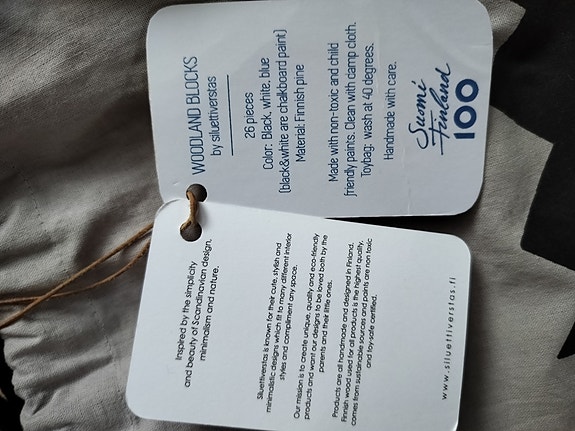 WOODLAND BLOCKS
by siluettiverstas
26 pieces
Color: Black, white, blue
(black&white are chalkboard paint)
Material: Finnish pine
Made with non-toxic and child
friendly paints. Clean with damp cloth.
Toybag: wash at 40 degrees.
Handmade with care.
Suomi
Finland
100
Inspired by the simplicity
and beauty of Scandinavian design,
minimalism and nature.
Siluettiverstas is known for their cute, stylish and
minimalistic designs which fit to many different interior
styles and compliment any space.
Our mission is to create unique, quality and eco-friendly
products and want our designs to be loved both by the
parents and their little ones.
Products are all handmade and designed in Finland.
Finnish wood used for all products is the highest quality,
comes from sustainable sources and paints are non toxic
and toy-safe certified.
www.siluettiverstas.fi